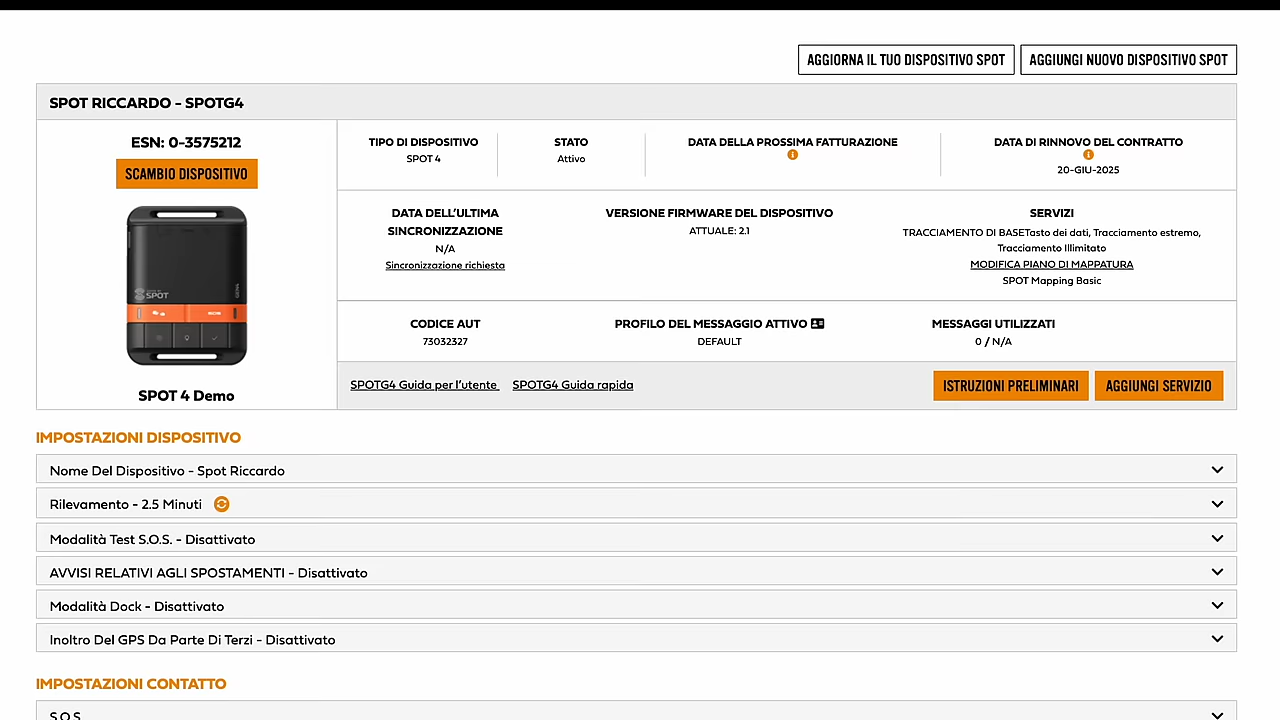 AGGIORNA IL TUO DISPOSITIVO SPOT
AGGIUNGI NUOVO DISPOSITIVO SPOT
SPOT RICCARDO - SPOTG4
ESN: 0-3575212
SCAMBIO DISPOSITIVO
SPOT
SPOT 4 Demo
TIPO DI DISPOSITIVO
SPOT 4
STATO
Attivo
DATA DELLA PROSSIMA FATTURAZIONE
DATA DI RINNOVO DEL CONTRATTO
20-GIU-2025
DATA DELL'ULTIMA
SINCRONIZZAZIONE
N/A
Sincronizzazione richiesta
VERSIONE FIRMWARE DEL DISPOSITIVO
ATTUALE: 2.1
SERVIZI
TRACCIAMENTO DI BASETasto dei dati, Tracciamento estremo,
Tracciamento Illimitato
MODIFICA PIANO DI MAPPATURA
SPOT Mapping Basic
CODICE AUT
73032327
PROFILO DEL MESSAGGIO ATTIVO
DEFAULT
MESSAGGI UTILIZZATI
0 / N/A
SPOTG4 Guida per l'utente
SPOTG4 Guida rapida
ISTRUZIONI PRELIMINARI
AGGIUNGI SERVIZIO
IMPOSTAZIONI DISPOSITIVO
Nome Del Dispositivo - Spot Riccardo
Rilevamento - 2.5 Minuti
Modalità Test S.O.S. - Disattivato
AVVISI RELATIVI AGLI SPOSTAMENTI - Disattivato
Modalità Dock - Disattivato
Inoltro Del GPS Da Parte Di Terzi - Disattivato
IMPOSTAZIONI CONTATTO
S.O.S.